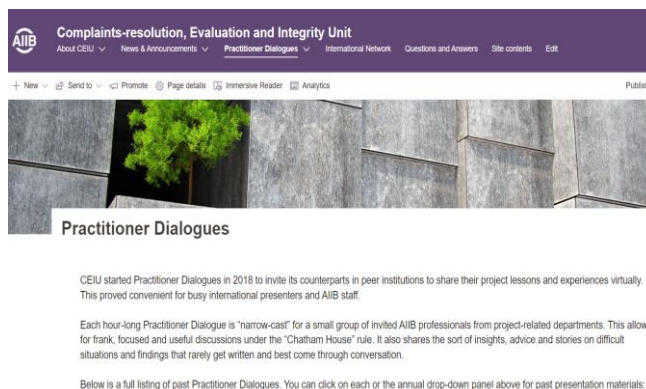 AIIB
Complaints-resolution, Evaluation and Integrity Unit
About CEIU News & Announcements Practitioner Dialogues International Network Questions and Answers Site contents Edit
+ New Send to Promote Page details Immersive Reader Analytics Publis
Practitioner Dialogues
CEIU started Practitioner Dialogues in 2018 to invite its counterparts in peer institutions to share their project lessons and experiences virtually.
This proved convenient for busy international presenters and AIIB staff.
Each hour-long Practitioner Dialogue is "narrow-cast" for a small group of invited AIIB professionals from project-related departments. This allow
for frank, focused and useful discussions under the "Chatham House" rule. It also shares the sort of insights, advice and stories on difficult
situations and findings that rarely get written and best come through conversation.
Below is a full listing of past Practitioner Dialogues. You can click on each or the annual drop-down panel above for past presentation materials: